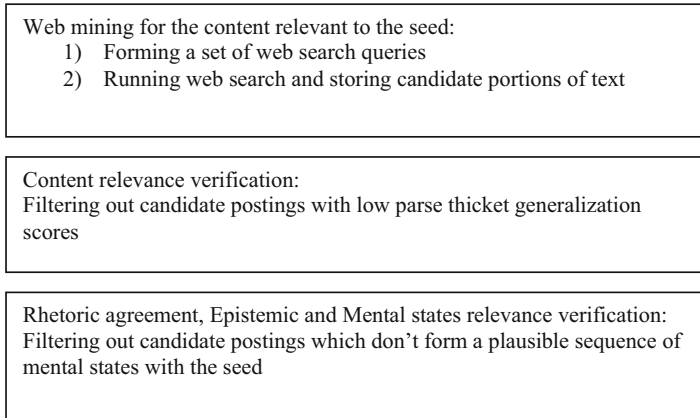 Web mining for the content relevant to the seed:
1) Forming a set of web search queries
2) Running web search and storing candidate portions of text
Content relevance verification:
Filtering out candidate postings with low parse thicket generalization
scores
Rhetoric agreement, Epistemic and Mental states relevance verification:
Filtering out candidate postings which don’t form a plausible sequence of
mental states with the seed